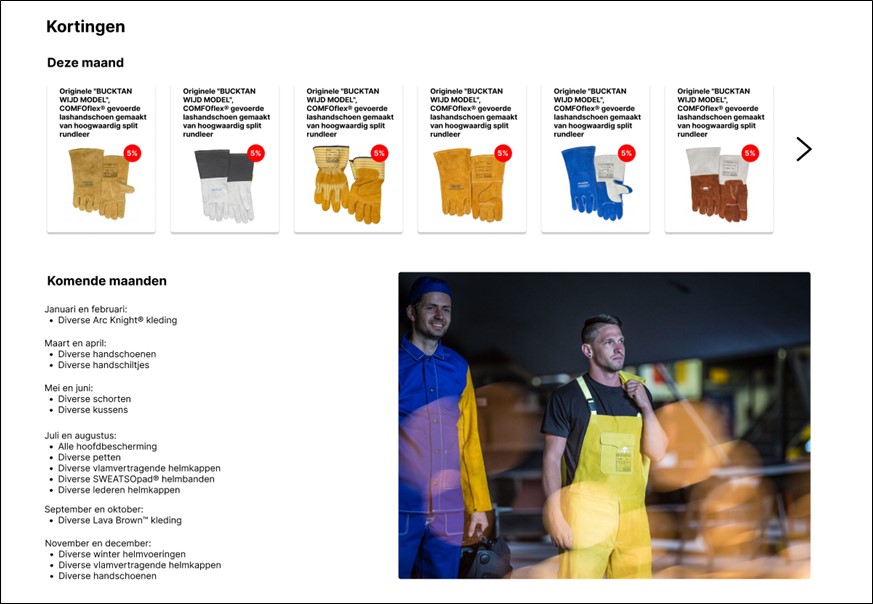 Kortingen
Deze maand
Originele "BUCKTAN
WIJD MODEL",
COMFOflex® gevoerde
lashandschoen gemaakt
van hoogwaardig split
rundleer
5%
Originele "BUCKTAN
WIJD MODEL",
COMFOflex® gevoerde
lashandschoen gemaakt
van hoogwaardig split
rundleer
5%
Originele "BUCKTAN
WIJD MODEL",
COMFOflex® gevoerde
lashandschoen gemaakt
van hoogwaardig split
rundleer
5%
Originele "BUCKTAN
WIJD MODEL",
COMFOflex® gevoerde
lashandschoen gemaakt
van hoogwaardig split
rundleer
5%
Originele "BUCKTAN
WIJD MODEL",
COMFOflex® gevoerde
lashandschoen gemaakt
van hoogwaardig split
rundleer
5%
Originele "BUCKTAN
WIJD MODEL",
COMFOflex® gevoerde
lashandschoen gemaakt
van hoogwaardig split
rundleer
5%
Komende maanden
Januari en februari:
• Diverse Arc Knight® kleding
Maart en april:
• Diverse handschoenen
• Diverse handschiltjes
Mei en juni:
• Diverse schorten
• Diverse kussens
Juli en augustus:
• Alle hoofdbescherming
• Diverse petten
• Diverse vlamvertragende helmkappen
• Diverse SWEATSOpad® helmbanden
• Diverse lederen helmkappen
September en oktober:
• Diverse Lava Brown™ kleding
November en december:
• Diverse winter helmvoeringen
• Diverse vlamvertragende helmkappen
• Diverse handschoenen